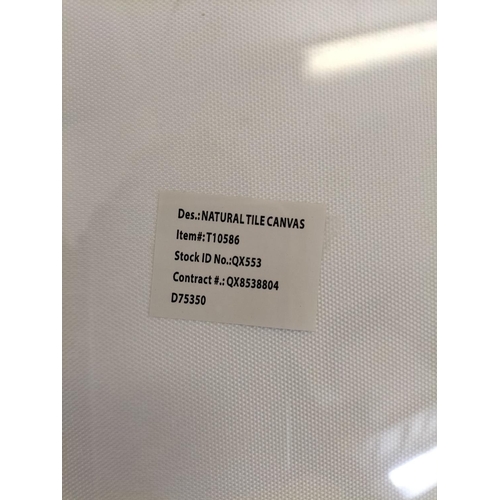 Des.: NATURAL TILE CANVAS
Item#: T10586
Stock ID No.:QX553
Contract #.: QX8538804
D75350